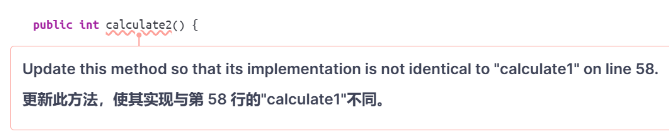 public int calculate2() {
Update this method so that its implementation is not identical to "calculate1" on line 58.
更新此方法，使其实现与第 58 行的"calculate1"不同。